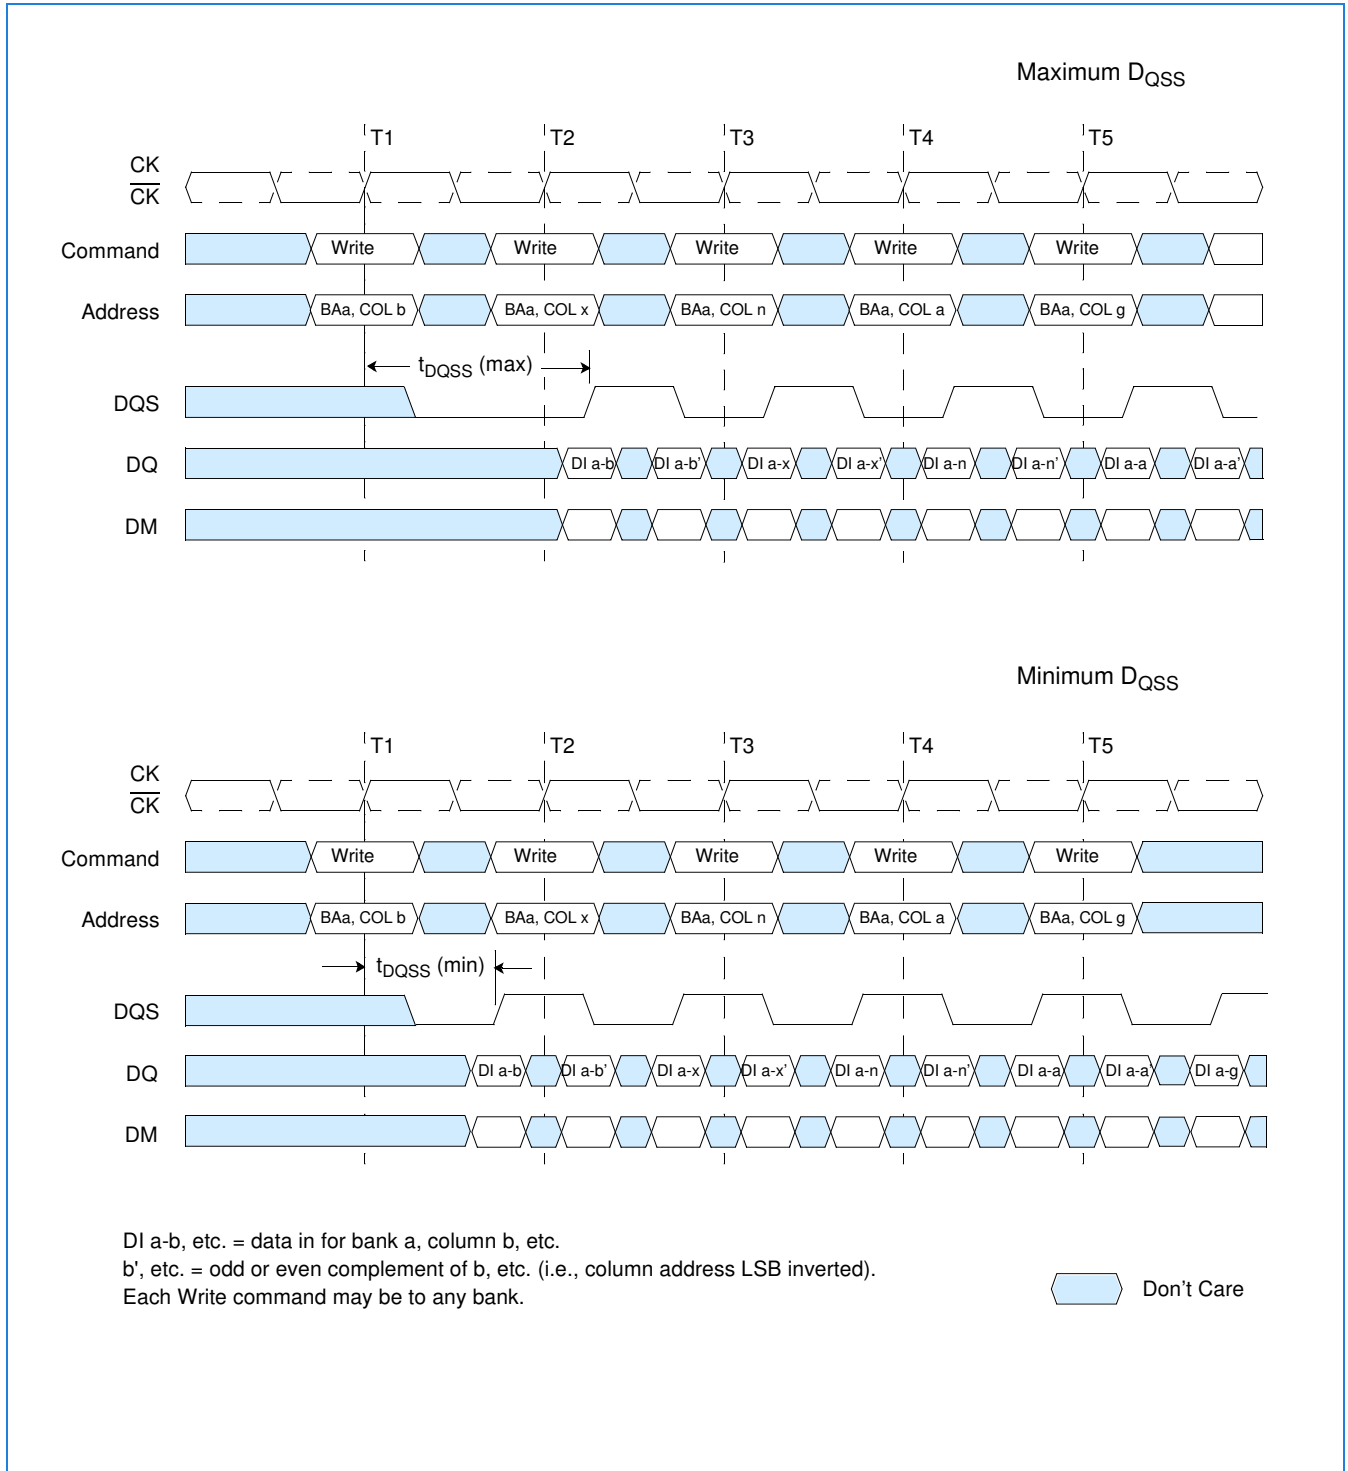 Maximum DQSS
T1 T2 T3 T4 T5
CK
CK
Command Write Write Write Write Write
Address BAa, COL b BAa, COL x BAa, COL n BAa, COL a BAa, COL g
tDQSS (max)
DQS
DQ DI a-b DI a-b' DI a-x DI a-x' DI a-n DI a-n' DI a-a DI a-a'
DM
Minimum DQSS
T1 T2 T3 T4 T5
CK
CK
Command Write Write Write Write Write
Address BAa, COL b BAa, COL x BAa, COL n BAa, COL a BAa, COL g
tDQSS (min)
DQS
DQ DI a-b DI a-b' DI a-x DI a-x' DI a-n DI a-n' DI a-a DI a-a' DI a-g
DM
DI a-b, etc. = data in for bank a, column b, etc.
b', etc. = odd or even complement of b, etc. (i.e., column address LSB inverted).
Each Write command may be to any bank.
Don't Care